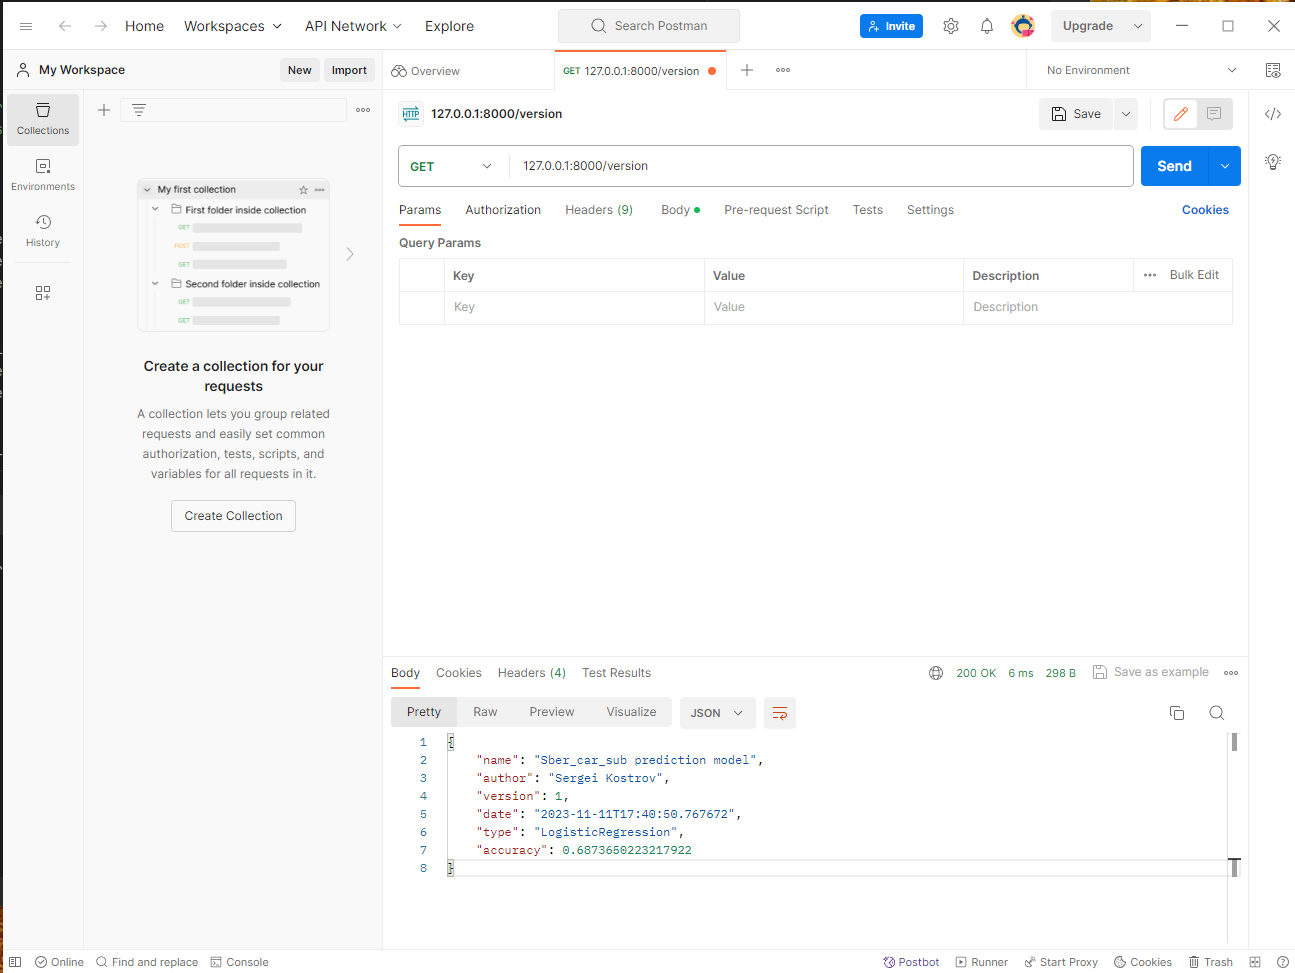 Home Workspaces API Network Explore Search Postman Invite Upgrade
My Workspace New Import Overview GET 127.0.0.1:8000/version No Environment
Collections
Environments
History
My first collection
First folder inside collection
GET
POST
GET
Second folder inside collection
GET
GET
Create a collection for your
requests
A collection lets you group related
requests and easily set common
authorization, tests, scripts, and
variables for all requests in it.
Create Collection
HTTP 127.0.0.1:8000/version Save
GET 127.0.0.1:8000/version Send
Params Authorization Headers (9) Body Pre-request Script Tests Settings Cookies
Query Params
Key Value Description Bulk Edit
Key Value Description
Body Cookies Headers (4) Test Results 200 OK 6 ms 298 B Save as example
Pretty Raw Preview Visualize JSON
1 {
2 "name": "Sber_car_sub prediction model",
3 "author": "Sergei Kostrov",
4 "version": 1,
5 "date": "2023-11-11T17:40:50.767672",
6 "type": "LogisticRegression",
7 "accuracy": 0.6873650223217922
8 }
Online Find and replace Console Postbot Runner Start Proxy Cookies Trash